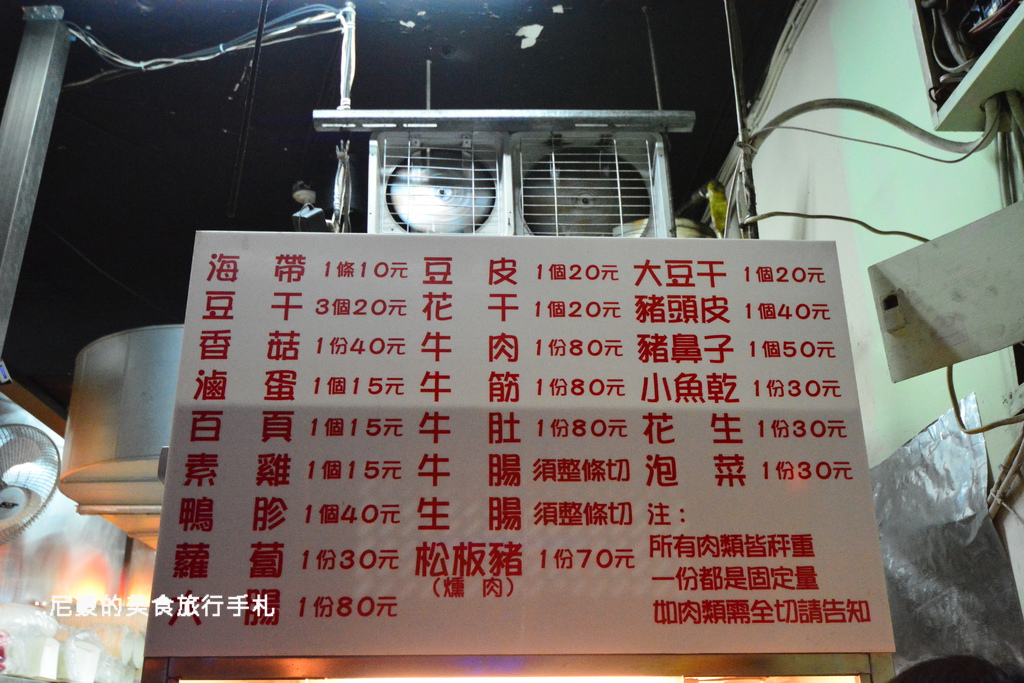 海帶 1條10元
豆干 3個20元
香菇 1份40元
滷蛋 1個15元
百頁 1個15元
素雞 1個15元
鴨胗 1個40元
蘿蔔 1份30元
大腸 1份80元
豆皮 1個20元
花干 1個20元
牛肉 1份80元
牛筋 1份80元
牛肚 1份80元
牛腸 須整條切
生腸 須整條切
松板豬 1份70元
(燻肉)
大豆干 1個20元
豬頭皮 1個40元
豬鼻子 1個50元
小魚乾 1份30元
花生 1份30元
泡菜 1份30元
注:
所有肉類皆秤重
一份都是固定量
如肉類需全切請告知
::尼豪的美食旅行手札